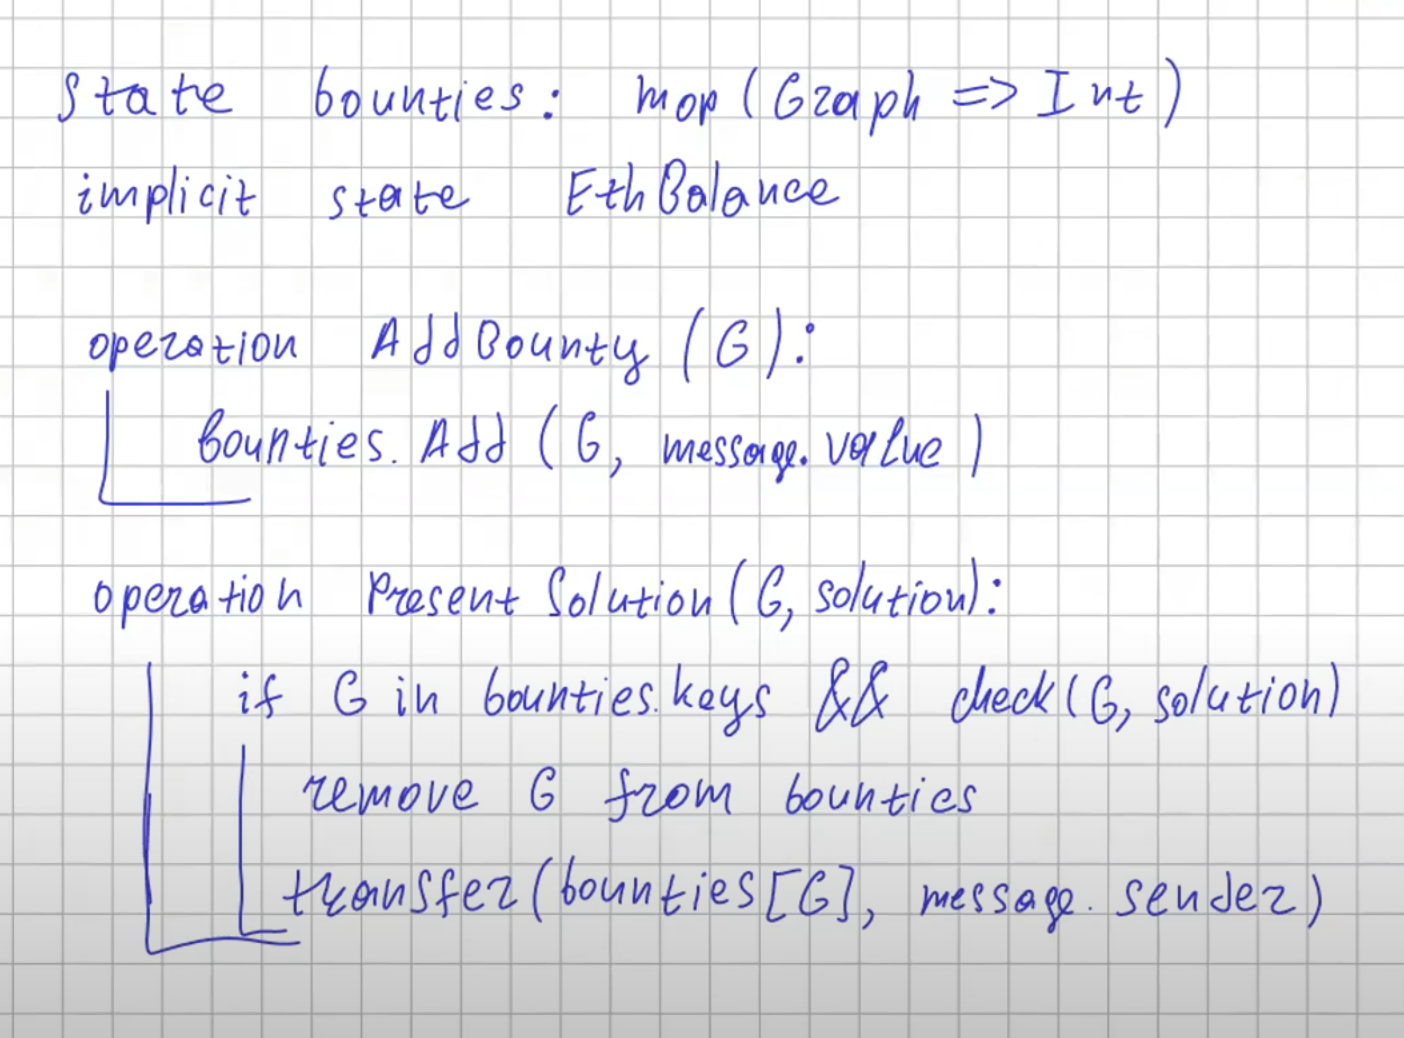 state bounties: map (Graph => Int)
implicit state EthBalance
operation AddBounty (G):
bounties. Add (G, message. value)
operation Present Solution (G, solution):
if G in bounties.keys && check (G, solution)
remove G from bounties
transfer (bounties [G], message. sender)